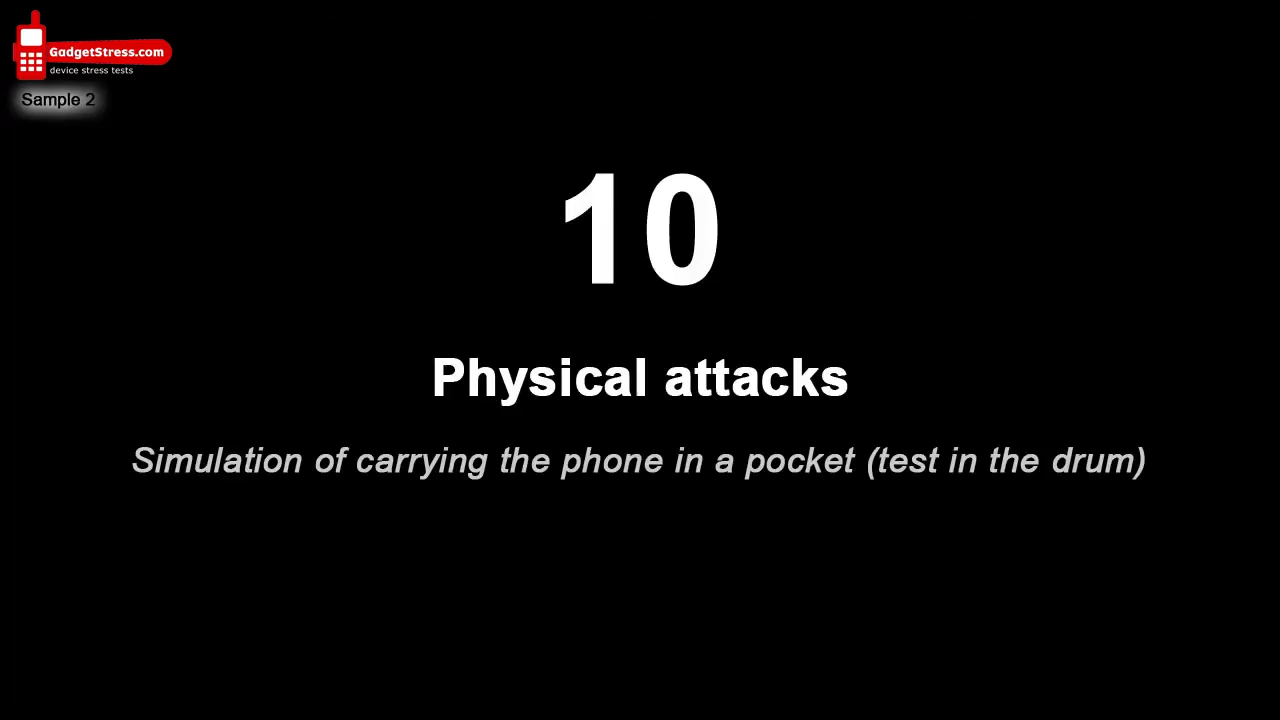 GadgetStress.com
device stress tests
Sample 2
10
Physical attacks
Simulation of carrying the phone in a pocket (test in the drum)